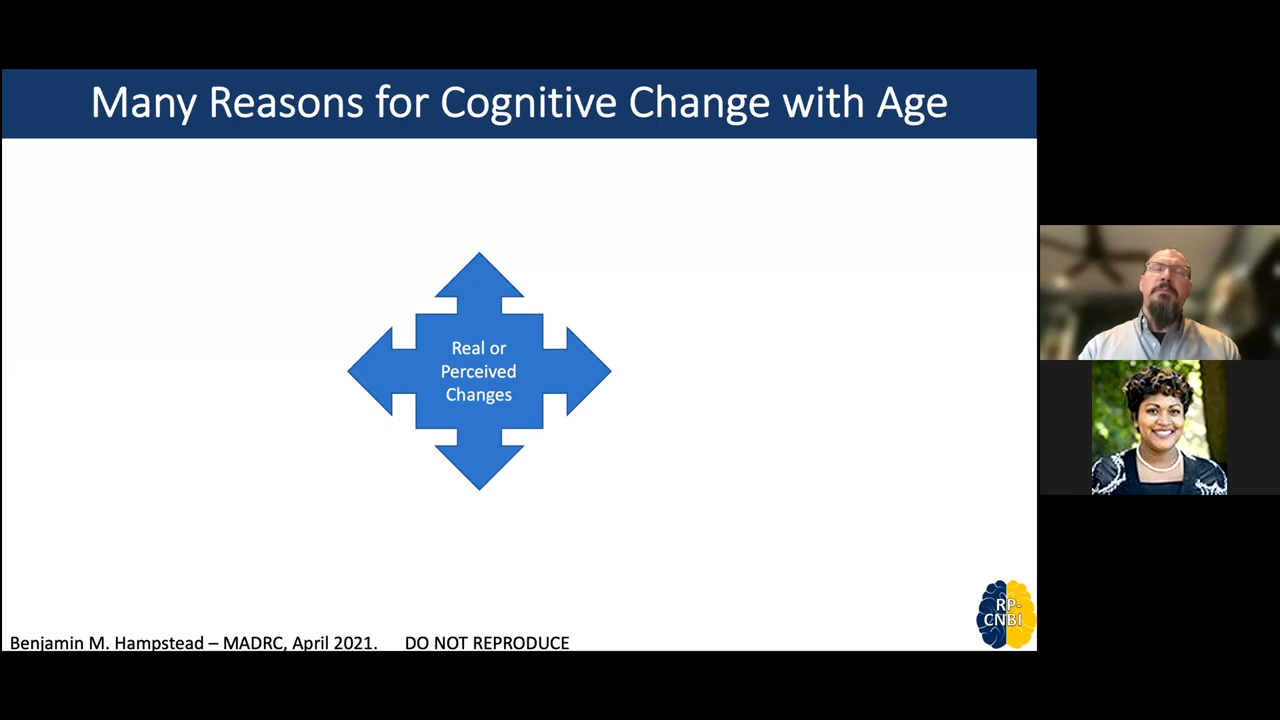 Many Reasons for Cognitive Change with Age
Real or
Perceived
Changes
RP-
CNBI
Benjamin M. Hampstead – MADRC, April 2021. DO NOT REPRODUCE